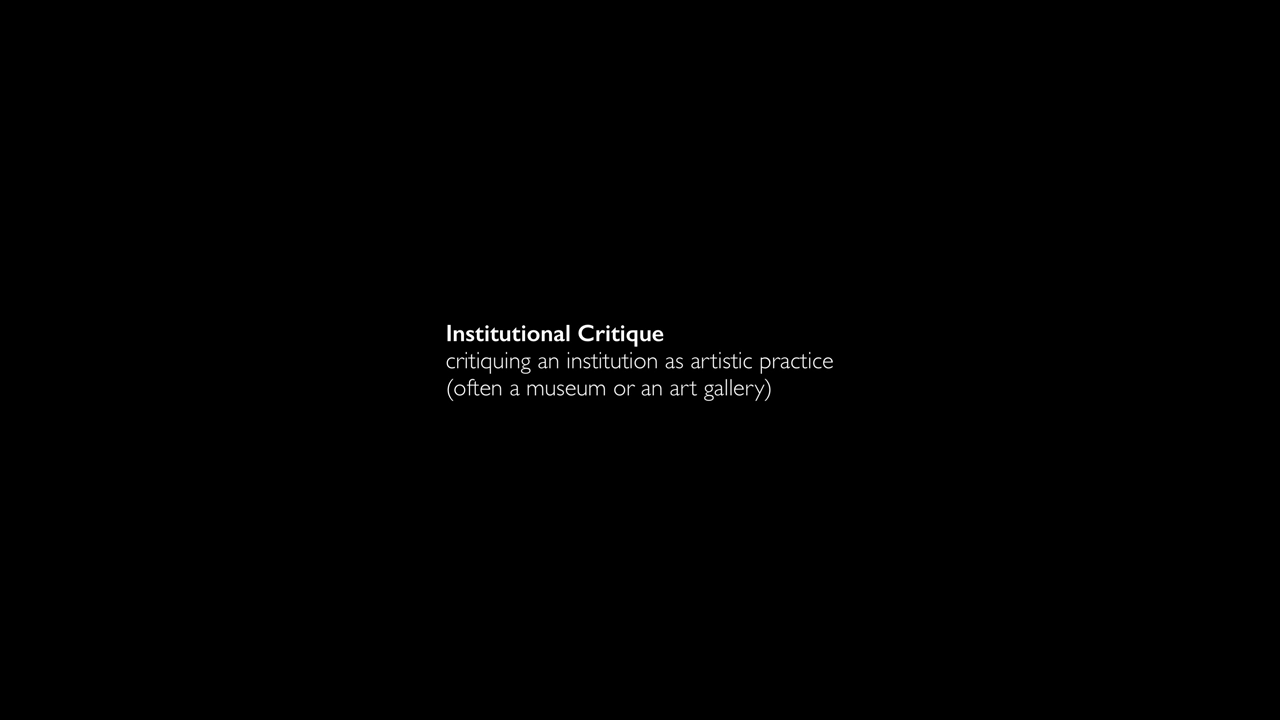 Institutional Critique
critiquing an institution as artistic practice
(often a museum or an art gallery)